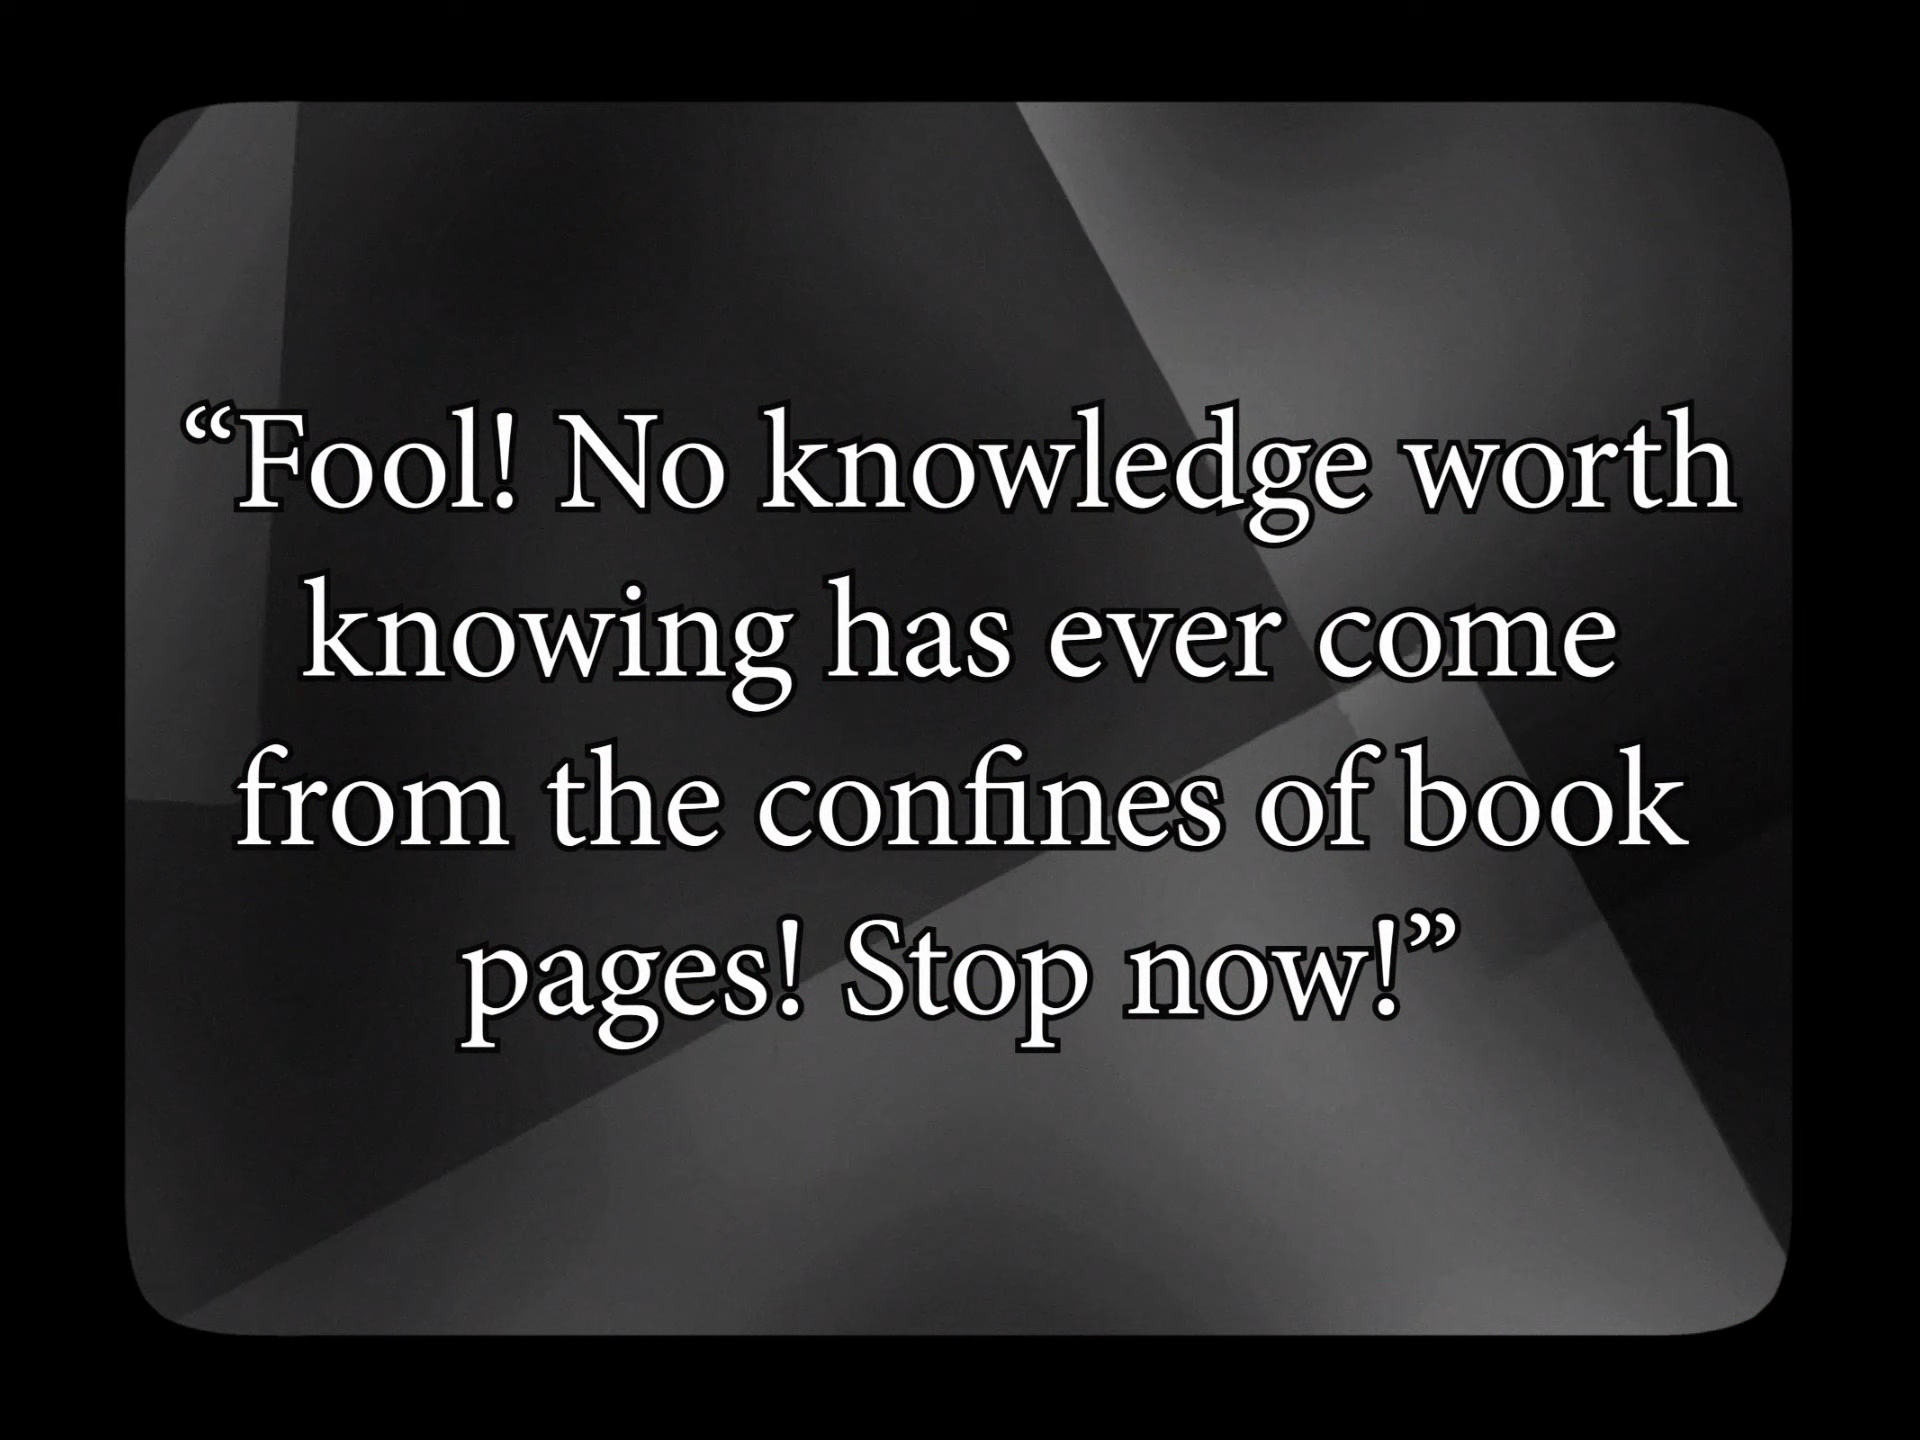 “Fool! No knowledge worth
knowing has ever come
from the confines of book
pages! Stop now!”